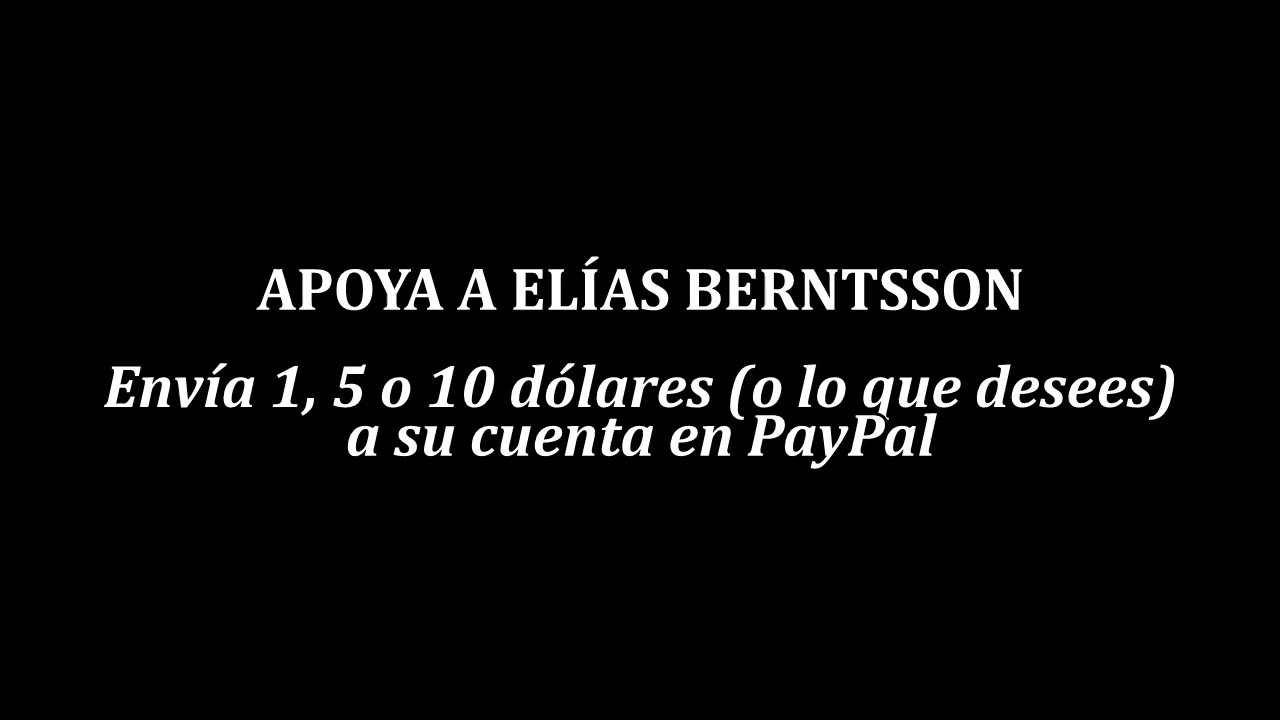 APOYA A ELÍAS BERNTSSON
Envía 1, 5 o 10 dólares (o lo que desees)
a su cuenta en PayPal